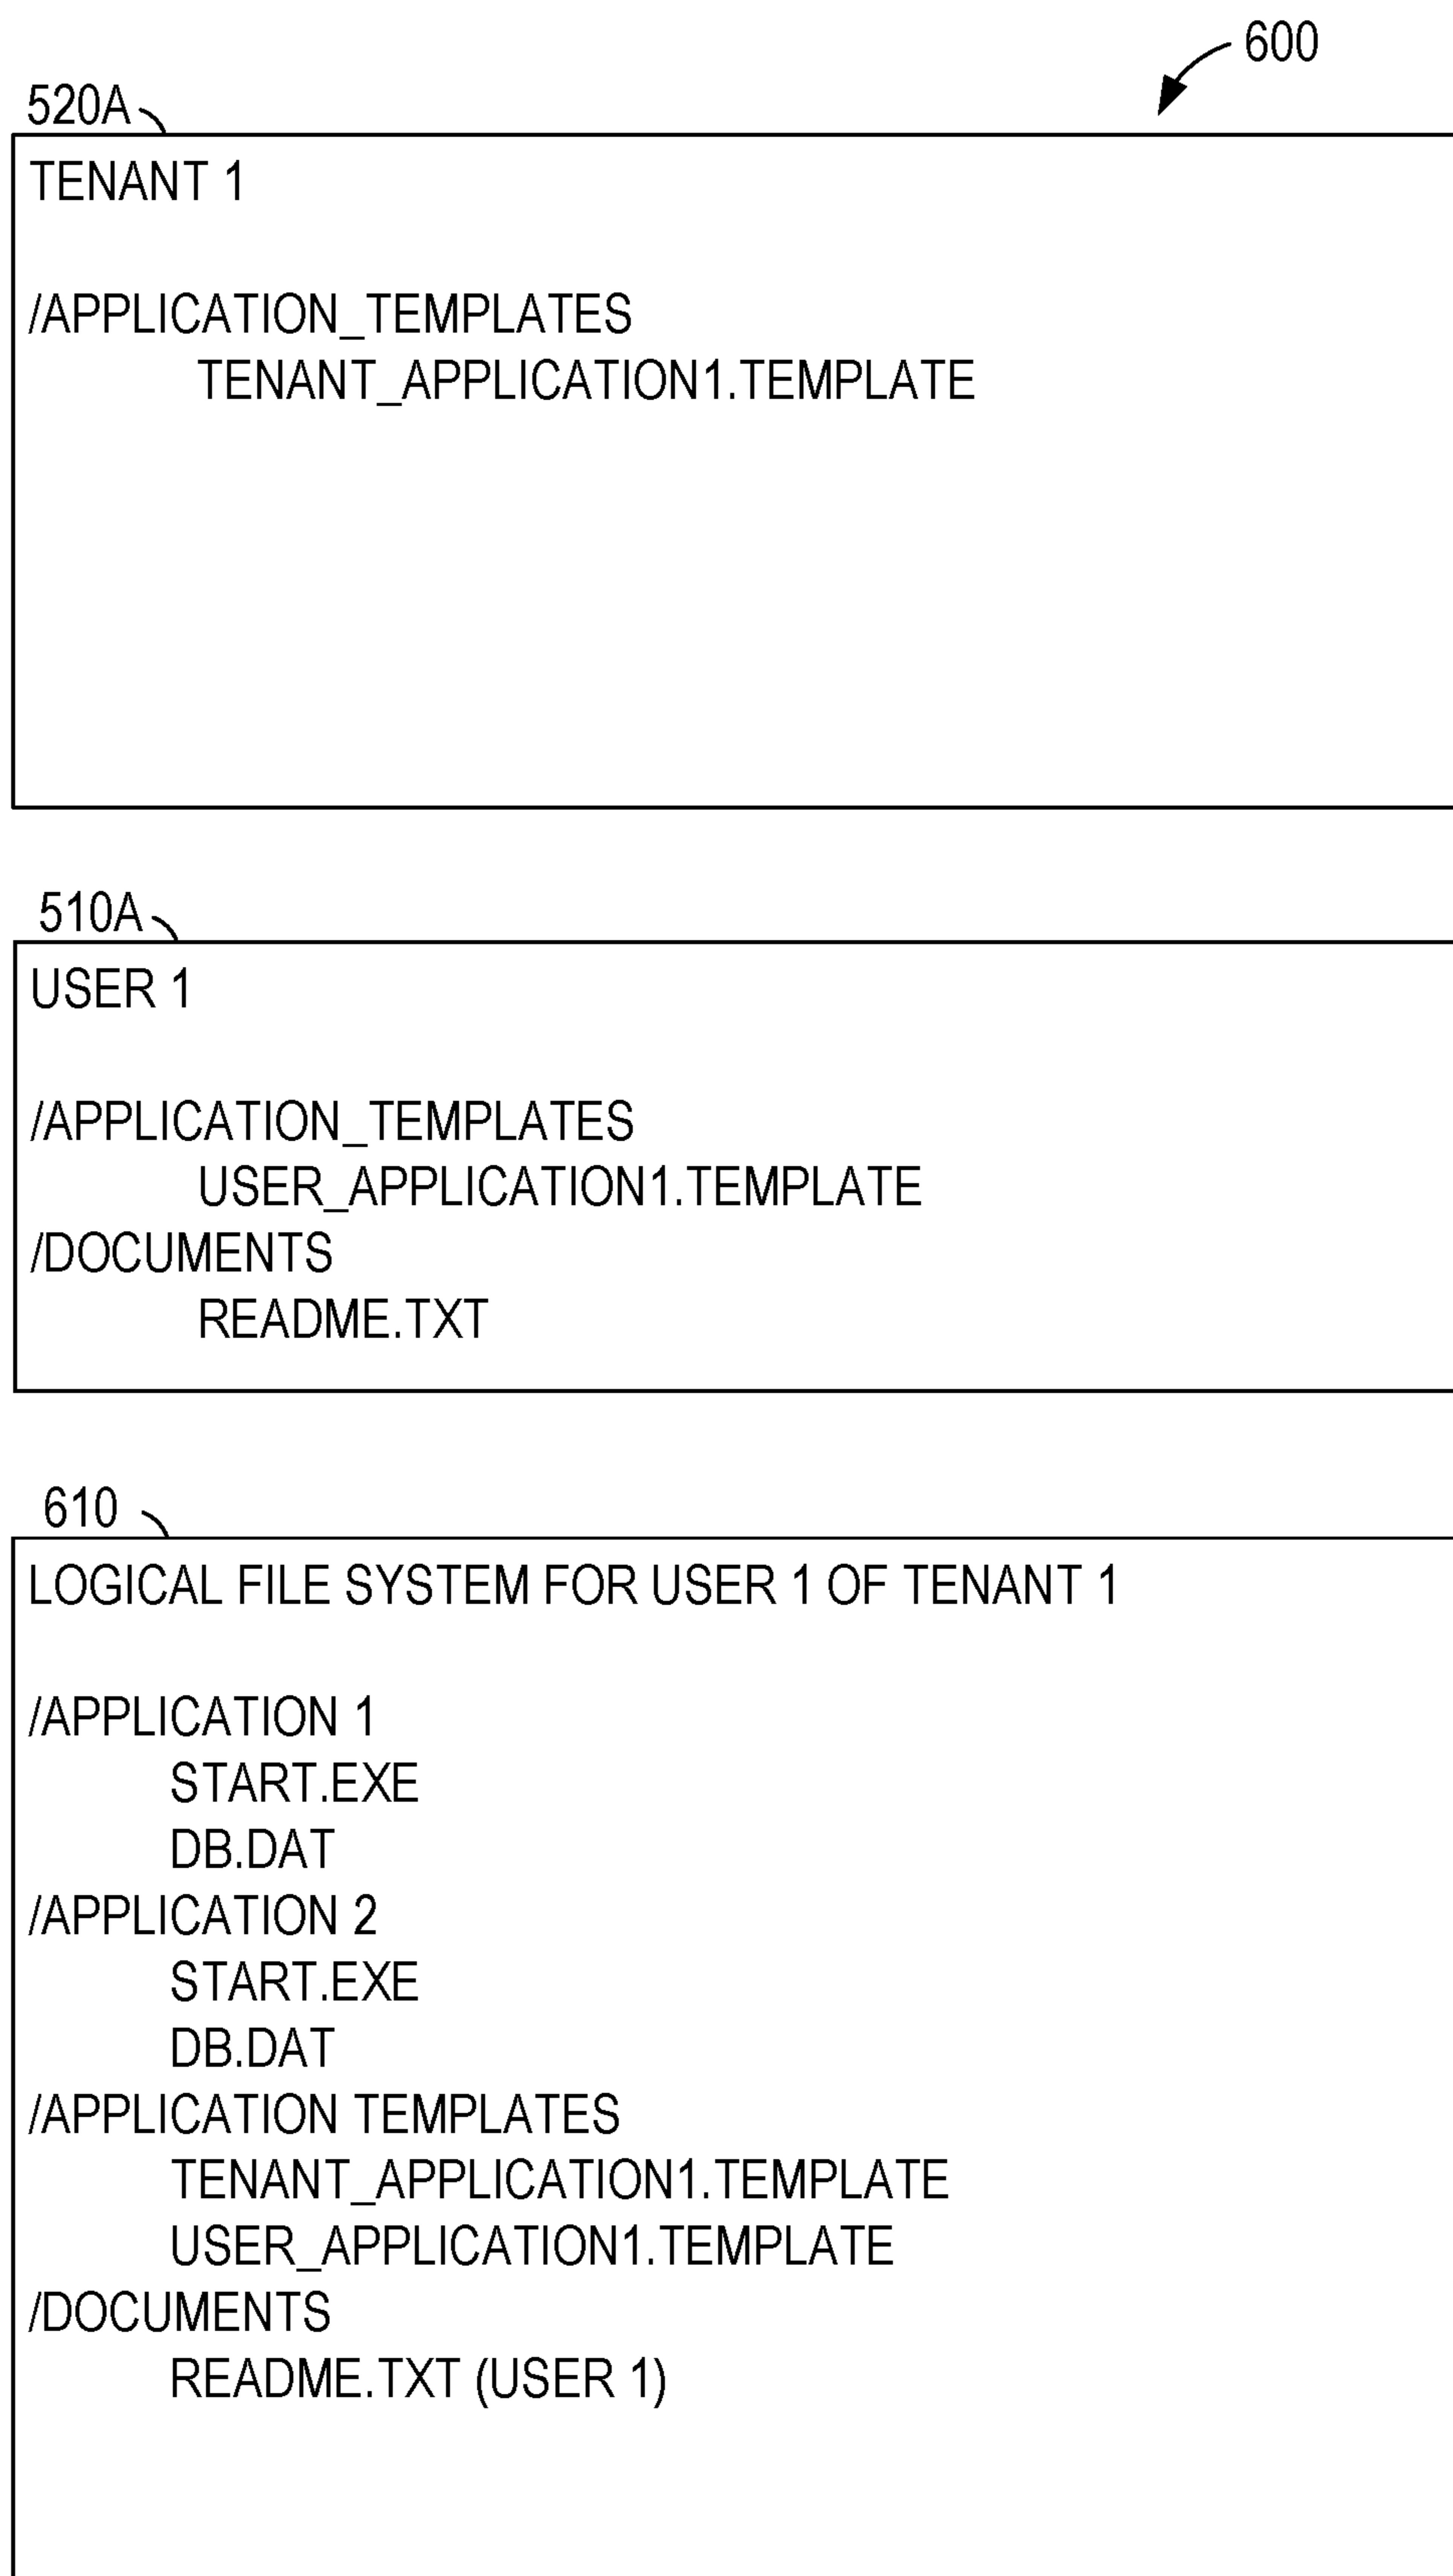 600
520A
TENANT 1
/APPLICATION_TEMPLATES
TENANT_APPLICATION1.TEMPLATE
510A
USER 1
/APPLICATION_TEMPLATES
USER_APPLICATION1.TEMPLATE
/DOCUMENTS
README.TXT
610
LOGICAL FILE SYSTEM FOR USER 1 OF TENANT 1
/APPLICATION 1
START.EXE
DB.DAT
/APPLICATION 2
START.EXE
DB.DAT
/APPLICATION TEMPLATES
TENANT_APPLICATION1.TEMPLATE
USER_APPLICATION1.TEMPLATE
/DOCUMENTS
README.TXT (USER 1)